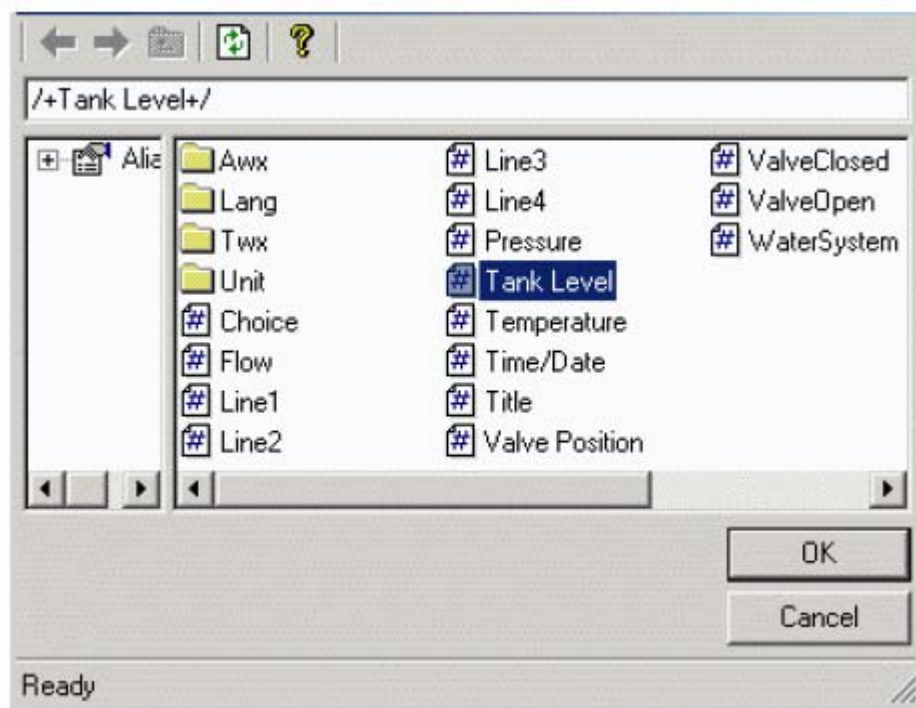 /+Tank Level+/
Alia
Awx
Lang
Twx
Unit
Choice
Flow
Line1
Line2
Line3
Line4
Pressure
Tank Level
Temperature
Time/Date
Title
Valve Position
ValveClosed
ValveOpen
WaterSystem
OK
Cancel
Ready